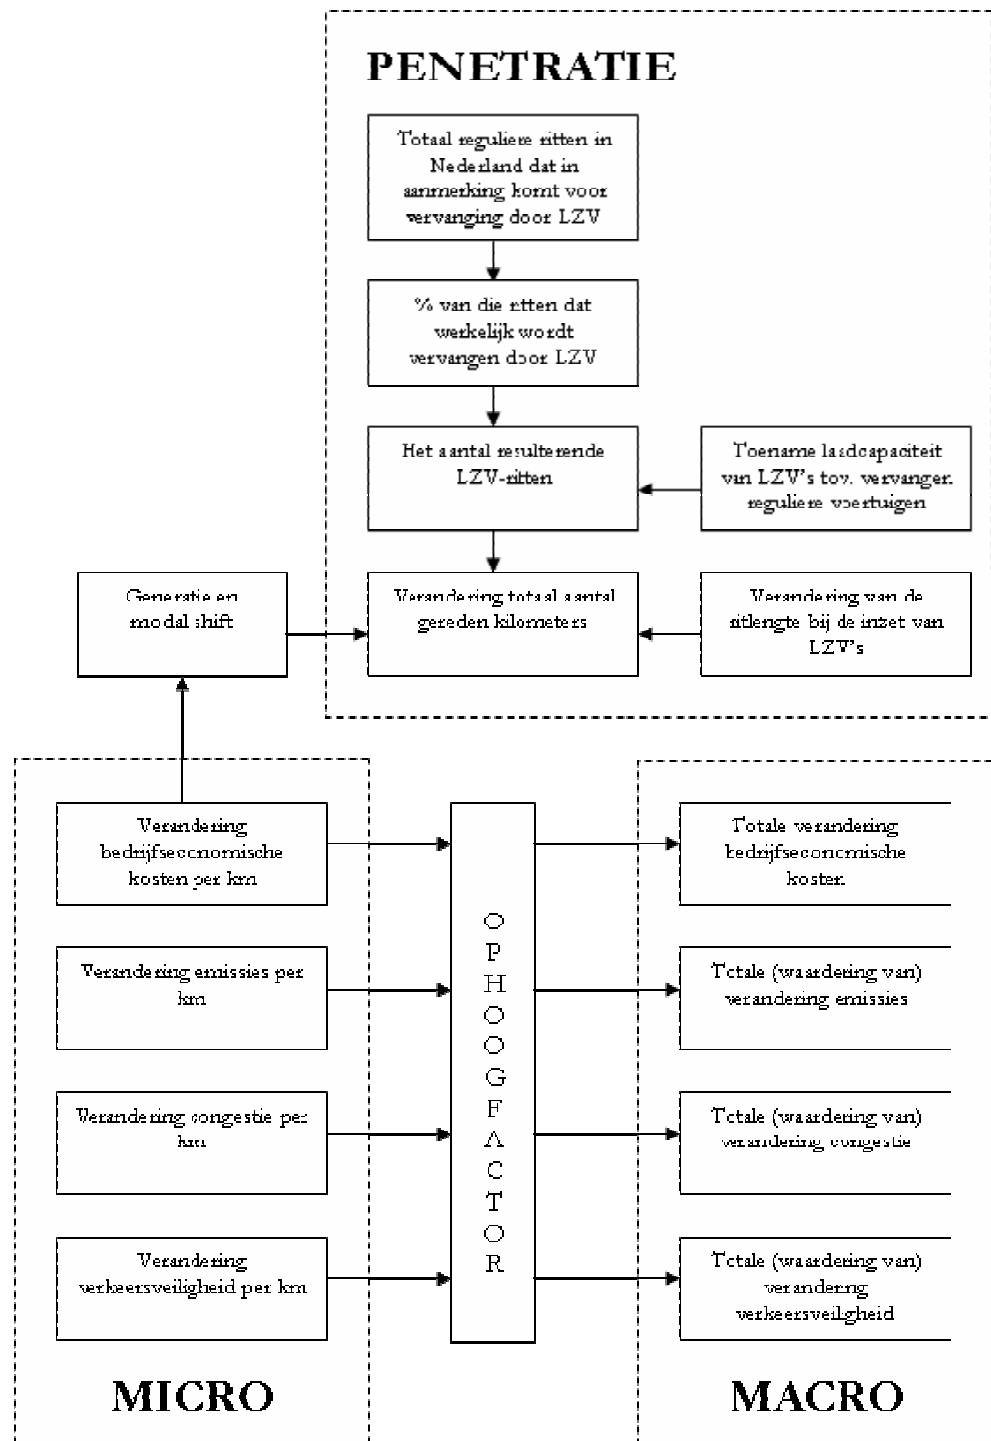 PENETRATIE
Totaal reguliere ritten in
Nederland dat in
aanmerking komt voor
vervanging door LZV
% van die ritten dat
werkelijk wordt
vervangen door LZV
Het aantal resulterende
LZV-ritten
Toename laadcapaciteit
van LZV's tov. vervangen
reguliere voertuigen
Generatie en
modal shift
Verandering totaal aantal
gereden kilometers
Verandering van de
ritlengte bij de inzet van
LZV's
Verandering
bedrijfseconomische
kosten per km
Verandering emissies per
km
Verandering congestie per
km
Verandering
verkeersveiligheid per km
MICRO
O
P
H
O
O
G
F
A
C
T
O
R
Totale verandering
bedrijfseconomische
kosten
Totale (waardering van)
verandering emissies
Totale (waardering van)
verandering congestie
Totale (waardering van)
verandering
verkeersveiligheid
MACRO